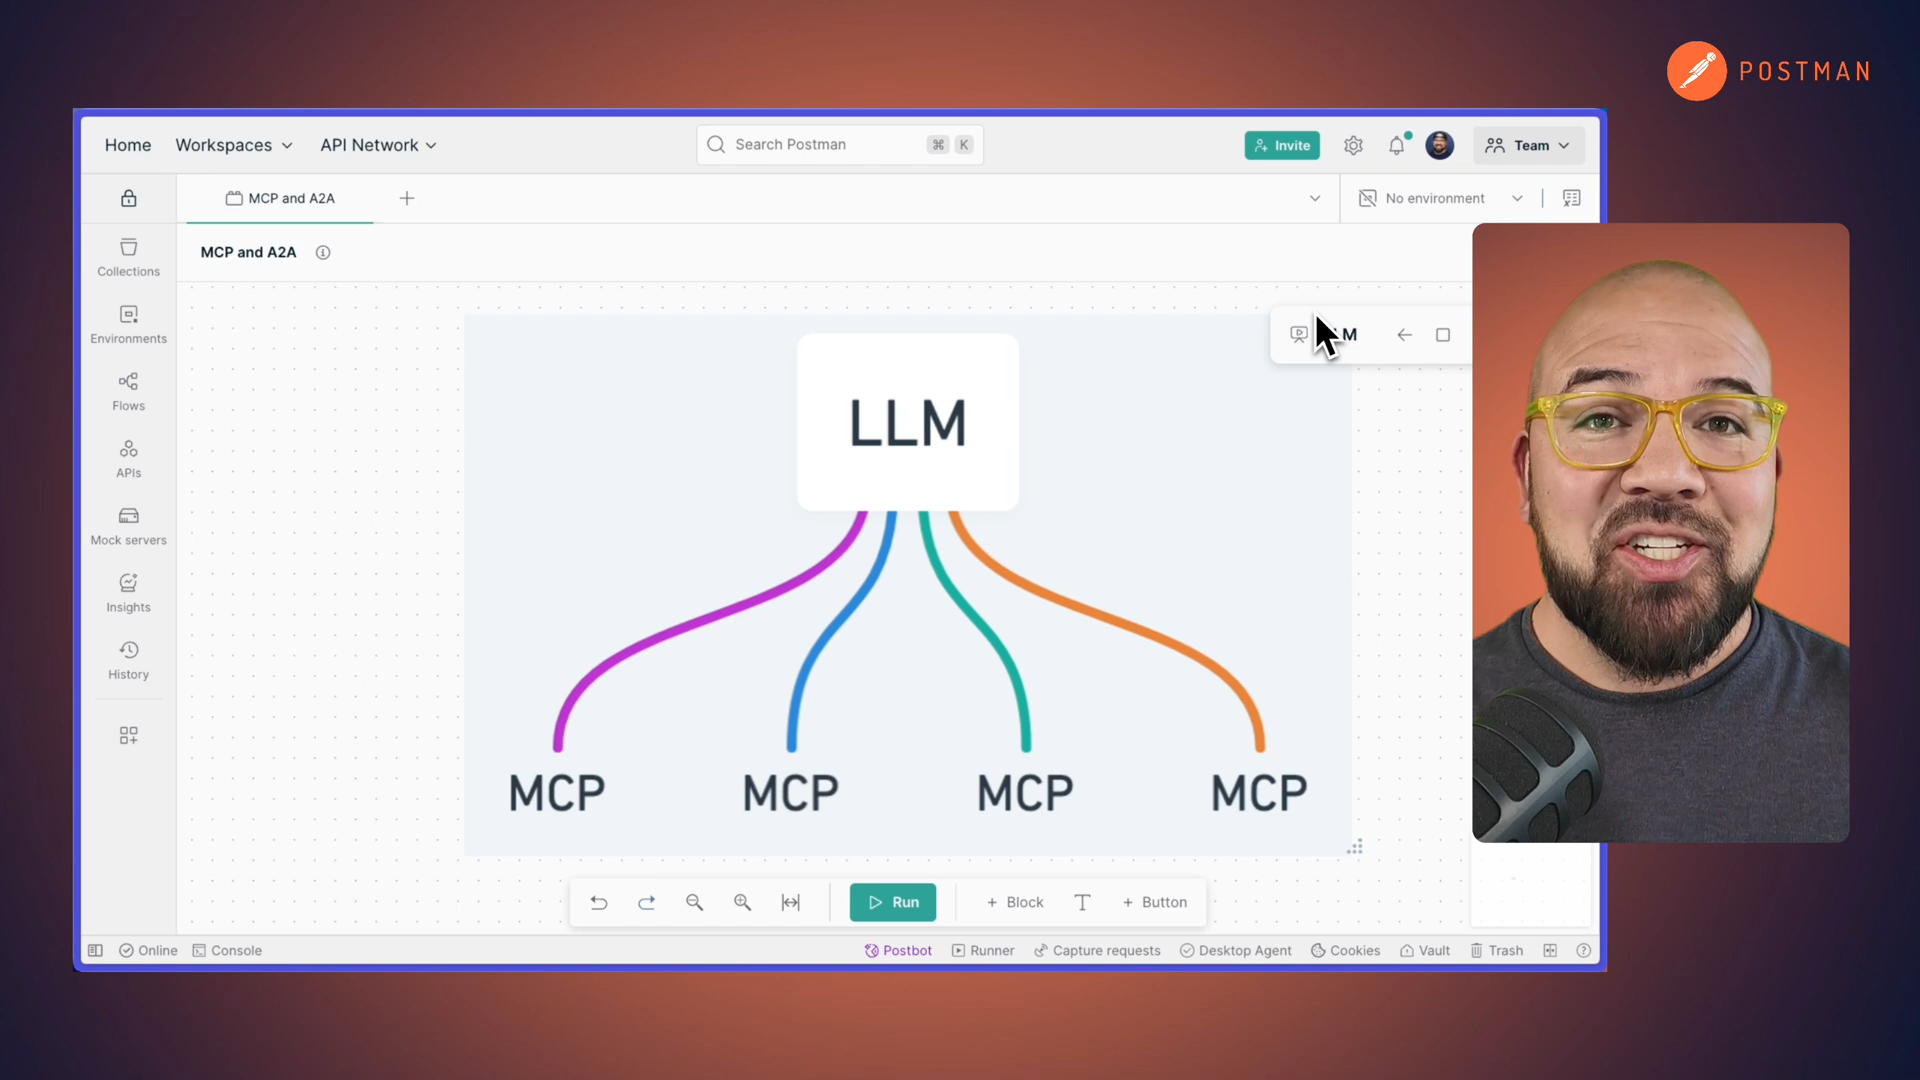 POSTMAN
Home Workspaces API Network
Search Postman ⌘ K
Invite
Team
MCP and A2A
No environment
MCP and A2A
Collections
Environments
Flows
APIs
Mock servers
Insights
History
LLM
MCP MCP MCP MCP
Run + Block T + Button
Online Console
Postbot Runner Capture requests Desktop Agent Cookies Vault Trash